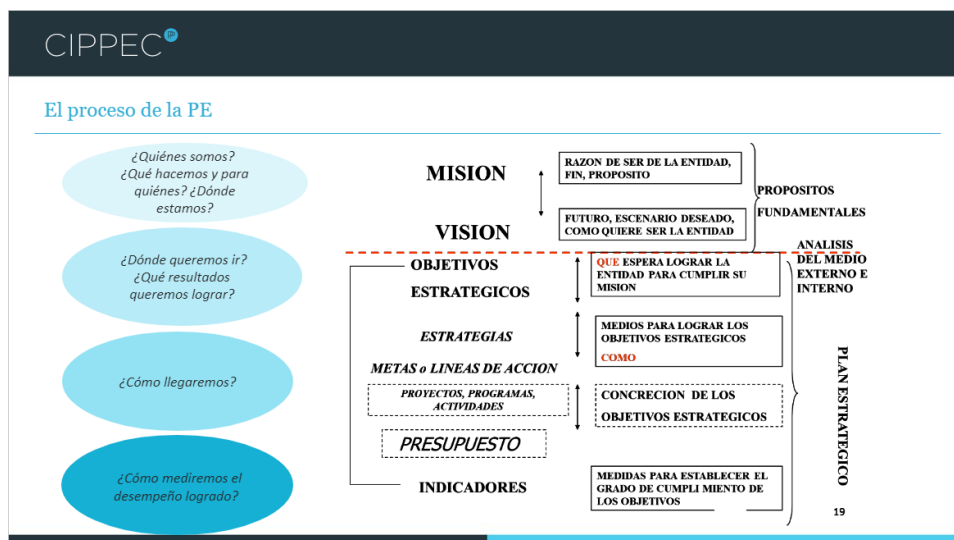 CIPPEC
El proceso de la PE
¿Quiénes somos?
¿Qué hacemos y para
quiénes? ¿Dónde
estamos?
¿Dónde queremos ir?
¿Qué resultados
queremos lograr?
¿Cómo llegaremos?
¿Cómo mediremos el
desempeño logrado?
MISION
VISION
OBJETIVOS
ESTRATEGICOS
ESTRATEGIAS
METAS o LINEAS DE ACCION
PROYECTOS, PROGRAMAS,
ACTIVIDADES
PRESUPUESTO
INDICADORES
RAZON DE SER DE LA ENTIDAD,
FIN, PROPOSITO
FUTURO, ESCENARIO DESEADO,
COMO QUIERE SER LA ENTIDAD
QUE ESPERA LOGRAR LA
ENTIDAD PARA CUMPLIR SU
MISION
MEDIOS PARA LOGRAR LOS
OBJETIVOS ESTRATEGICOS
COMO
CONCRECION DE LOS
OBJETIVOS ESTRATEGICOS
MEDIDAS PARA ESTABLECER EL
GRADO DE CUMPLI MIENTO DE
LOS OBJETIVOS
PROPOSITOS
FUNDAMENTALES
ANALISIS
DEL MEDIO
EXTERNO E
INTERNO
PLAN ESTRATEGICO
19